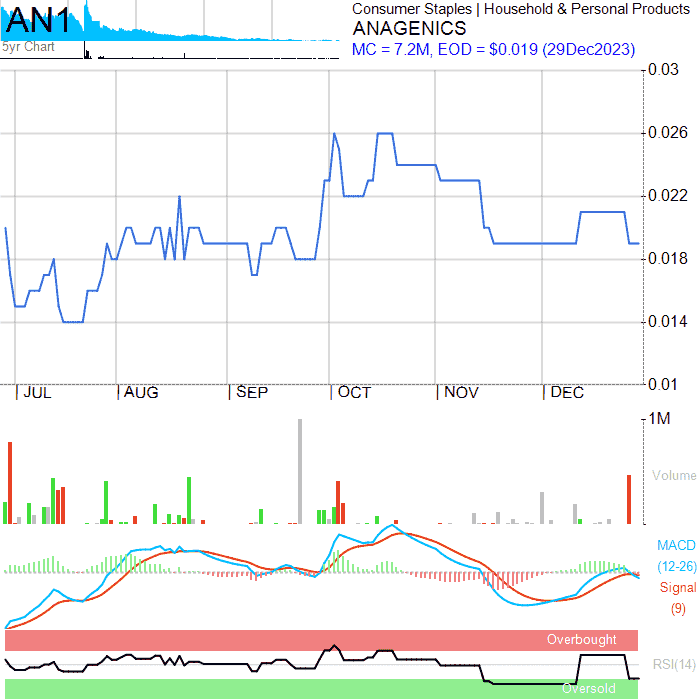 AN1
5yr Chart
Consumer Staples | Household & Personal Products
ANAGENICS
MC = 7.2M, EOD = $0.019 (29Dec2023)
0.03
0.026
0.022
0.018
0.014
0.01
JUL AUG SEP OCT NOV DEC
1M
Volume
MACD
(12-26)
Signal
(9)
Overbought
RSI(14)
Oversold